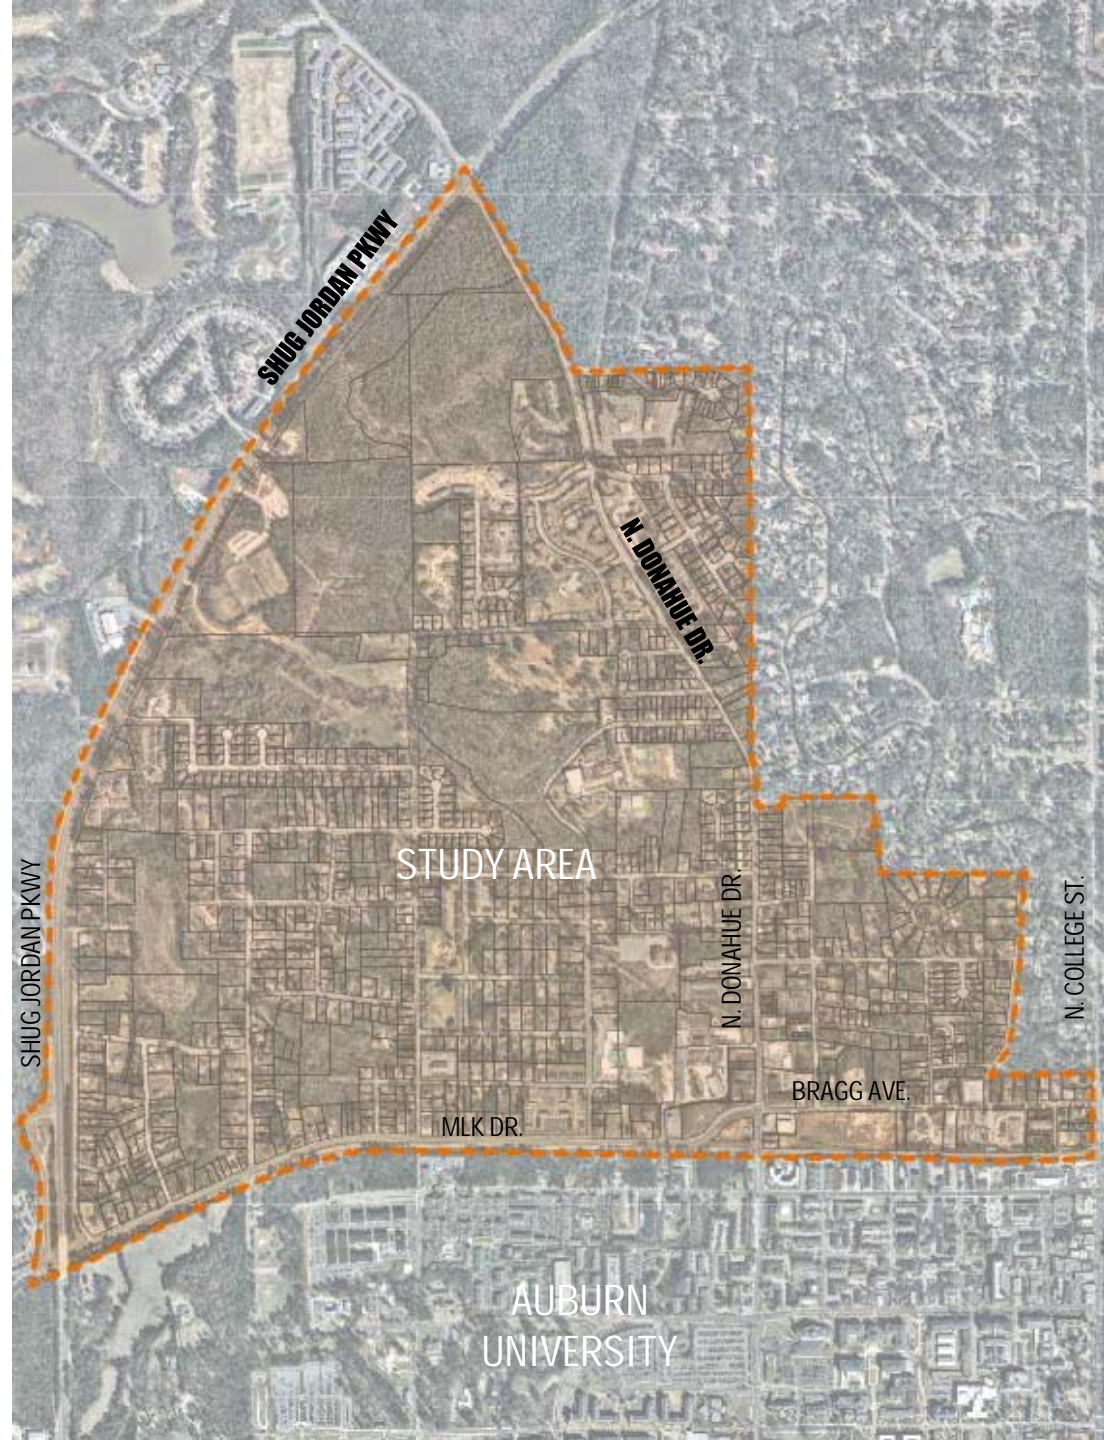 SHUG JORDAN PKWY
N. DONAHUE DR.
STUDY AREA
SHUG JORDAN PKWY
N. DONAHUE DR.
N. COLLEGE ST.
BRAGG AVE.
MLK DR.
AUBURN
UNIVERSITY